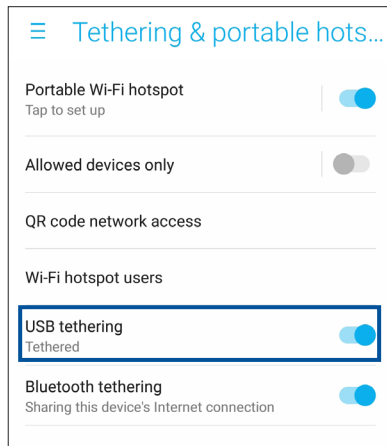 Tethering & portable hots...
Portable Wi-Fi hotspot
Tap to set up
Allowed devices only
QR code network access
Wi-Fi hotspot users
USB tethering
Tethered
Bluetooth tethering
Sharing this device's Internet connection